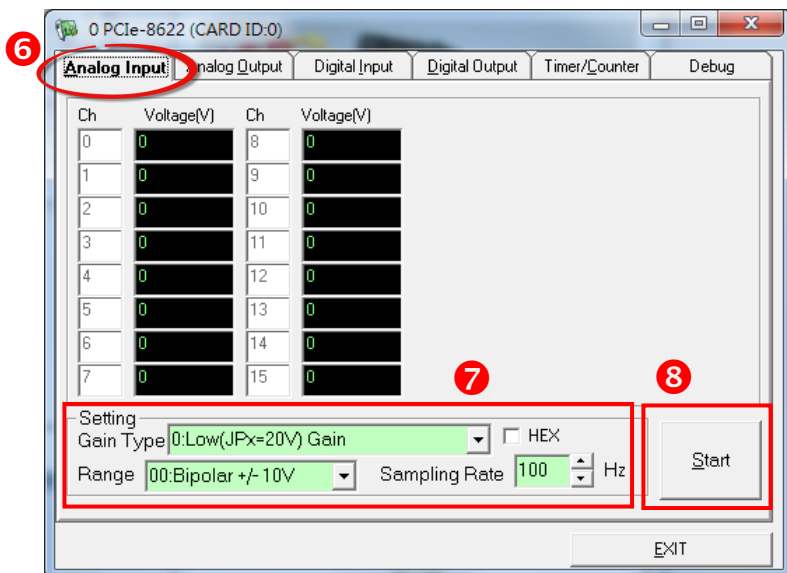 0 PCIe-8622 (CARD ID:0)
6
Analog Input Analog Output Digital Input Digital Output Timer/Counter Debug
Ch Voltage(V) Ch Voltage(V)
0 0 8 0
1 0 9 0
2 0 10 0
3 0 11 0
4 0 12 0
5 0 13 0
6 0 14 0
7 0 15 0
7 8
Setting
Gain Type 0:Low(JPx=20V) Gain HEX
Range 00:Bipolar +/- 10V Sampling Rate 100 Hz
Start
EXIT